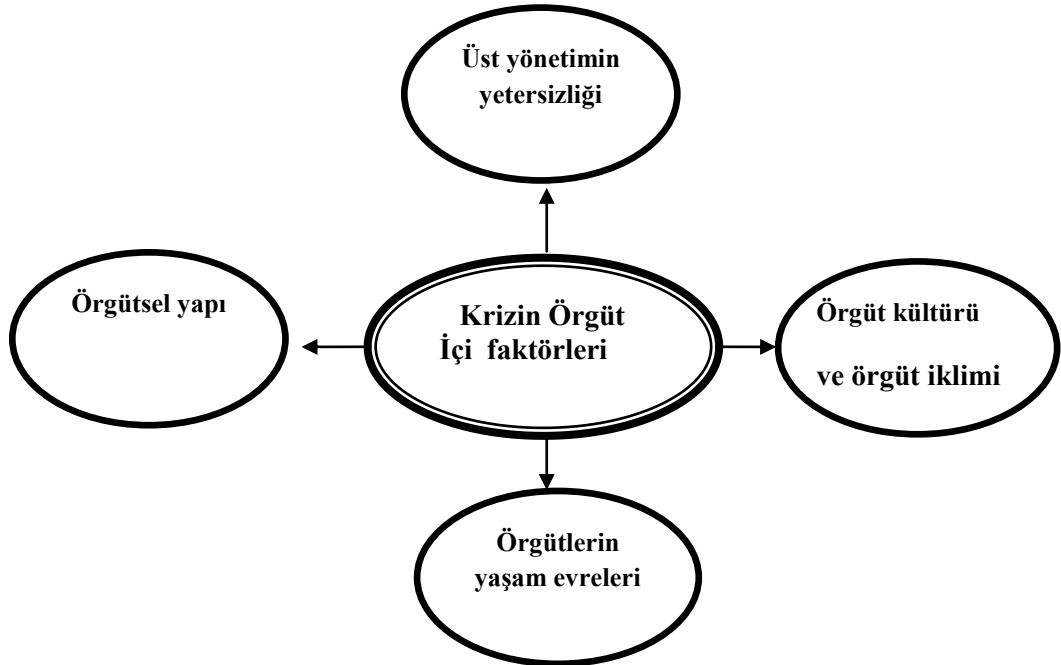 Üst yönetimin
yetersizliği
Örgütsel yapı
Krizin Örgüt
İçi faktörleri
Örgüt kültürü
ve örgüt iklimi
Örgütlerin
yaşam evreleri